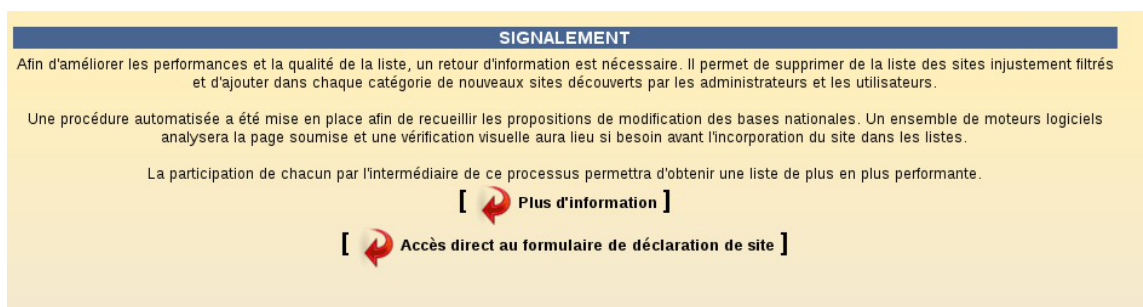 SIGNALEMENT
Afin d'améliorer les performances et la qualité de la liste, un retour d'information est nécessaire. Il permet de supprimer de la liste des sites injustement filtrés
et d'ajouter dans chaque catégorie de nouveaux sites découverts par les administrateurs et les utilisateurs.
Une procédure automatisée a été mise en place afin de recueillir les propositions de modification des bases nationales. Un ensemble de moteurs logiciels
analysera la page soumise et une vérification visuelle aura lieu si besoin avant l'incorporation du site dans les listes.
La participation de chacun par l'intermédiaire de ce processus permettra d'obtenir une liste de plus en plus performante.
[ Plus d'information ]
[ Accès direct au formulaire de déclaration de site ]